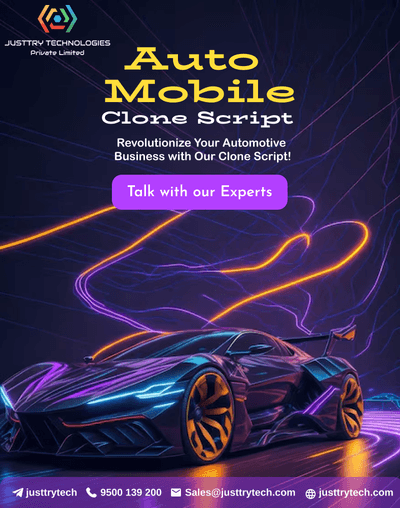 JUSTTRY TECHNOLOGIES
Private Limited
Auto
Mobile
Clone Script
Revolutionize Your Automotive
Business with Our Clone Script!
Talk with our Experts
justtrytech 9500 139 200 Sales@justtrytech.com justtrytech.com